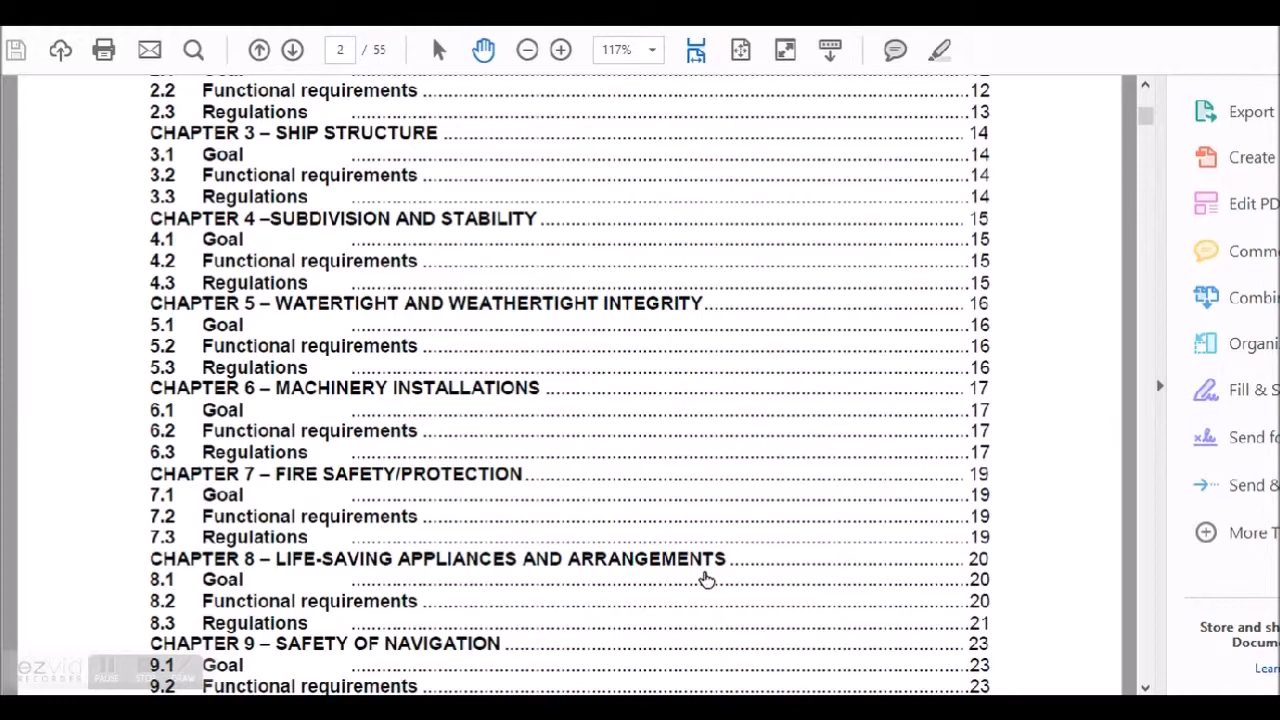 2 / 55
117%
2.2 Functional requirements ........ 12
2.3 Regulations ........ 13
CHAPTER 3 – SHIP STRUCTURE ........ 14
3.1 Goal ........ 14
3.2 Functional requirements ........ 14
3.3 Regulations ........ 14
CHAPTER 4 –SUBDIVISION AND STABILITY ........ 15
4.1 Goal ........ 15
4.2 Functional requirements ........ 15
4.3 Regulations ........ 15
CHAPTER 5 – WATERTIGHT AND WEATHERTIGHT INTEGRITY ........ 16
5.1 Goal ........ 16
5.2 Functional requirements ........ 16
5.3 Regulations ........ 16
CHAPTER 6 – MACHINERY INSTALLATIONS ........ 17
6.1 Goal ........ 17
6.2 Functional requirements ........ 17
6.3 Regulations ........ 17
CHAPTER 7 – FIRE SAFETY/PROTECTION ........ 19
7.1 Goal ........ 19
7.2 Functional requirements ........ 19
7.3 Regulations ........ 19
CHAPTER 8 – LIFE-SAVING APPLIANCES AND ARRANGEMENTS ........ 20
8.1 Goal ........ 20
8.2 Functional requirements ........ 20
8.3 Regulations ........ 21
CHAPTER 9 – SAFETY OF NAVIGATION ........ 23
9.1 Goal ........ 23
9.2 Functional requirements ........ 23
Export
Create
Edit PD
Comme
Combin
Organi
Fill & S
Send fo
Send &
More T
Store and sh
Docum
Lear
ezvid
RECORDER
PAUSE
STOP
DRAW